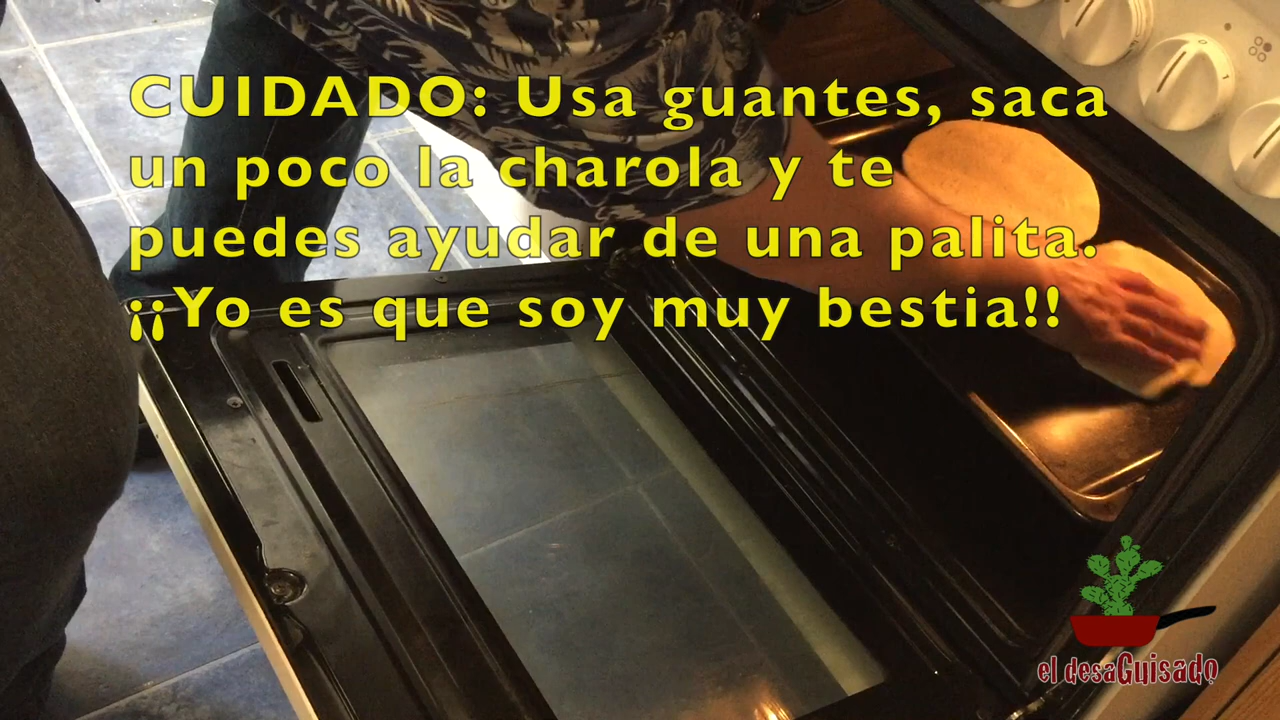 CUIDADO: Usa guantes, saca
un poco la charola y te
puedes ayudar de una palita.
¡¡Yo es que soy muy bestia!!
el desaGuisado